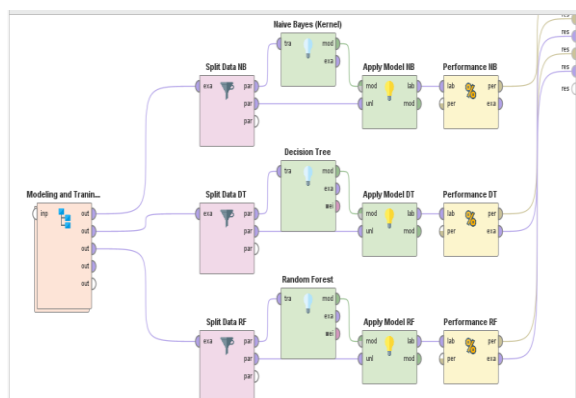 Naive Bayes (Kernel)
tra mod
exa
Split Data NB
exa par
par
par
Apply Model NB
mod lab
unl mod
Performance NB
lab per
per exa
res
res
res
res
res
Decision Tree
tra mod
exa
wei
Modeling and Tranin...
inp out
out
out
out
out
Split Data DT
exa par
par
par
Apply Model DT
mod lab
unl mod
Performance DT
lab per
per exa
Random Forest
tra mod
exa
wei
Split Data RF
exa par
par
par
Apply Model RF
mod lab
unl mod
Performance RF
lab per
per exa